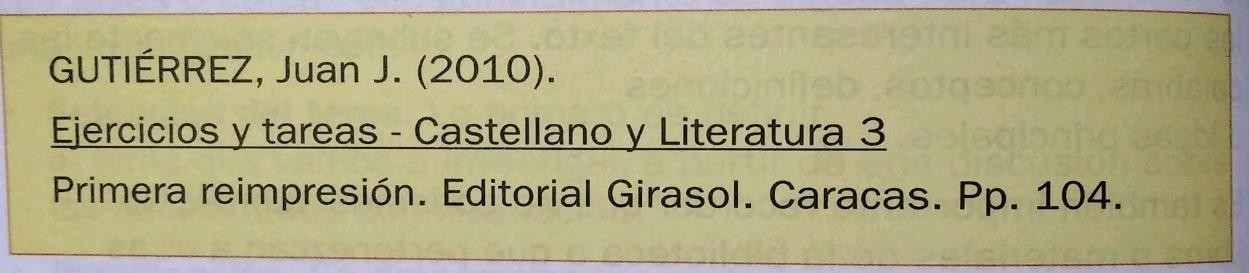 GUTIÉRREZ, Juan J. (2010).
Ejercicios y tareas - Castellano y Literatura 3
Primera reimpresión. Editorial Girasol. Caracas. Pp. 104.